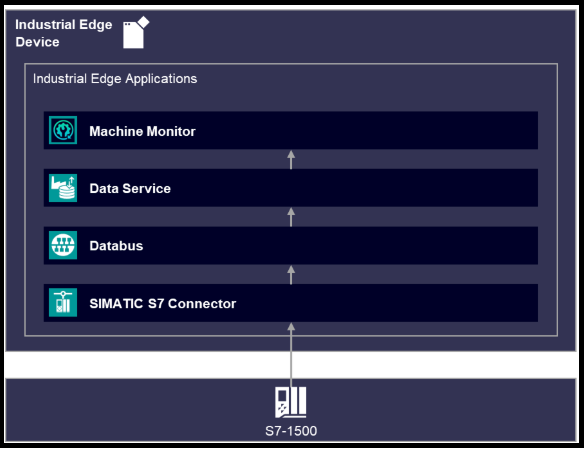 Industrial Edge
Device
Industrial Edge Applications
Machine Monitor
Data Service
Databus
SIMATIC S7 Connector
S7-1500